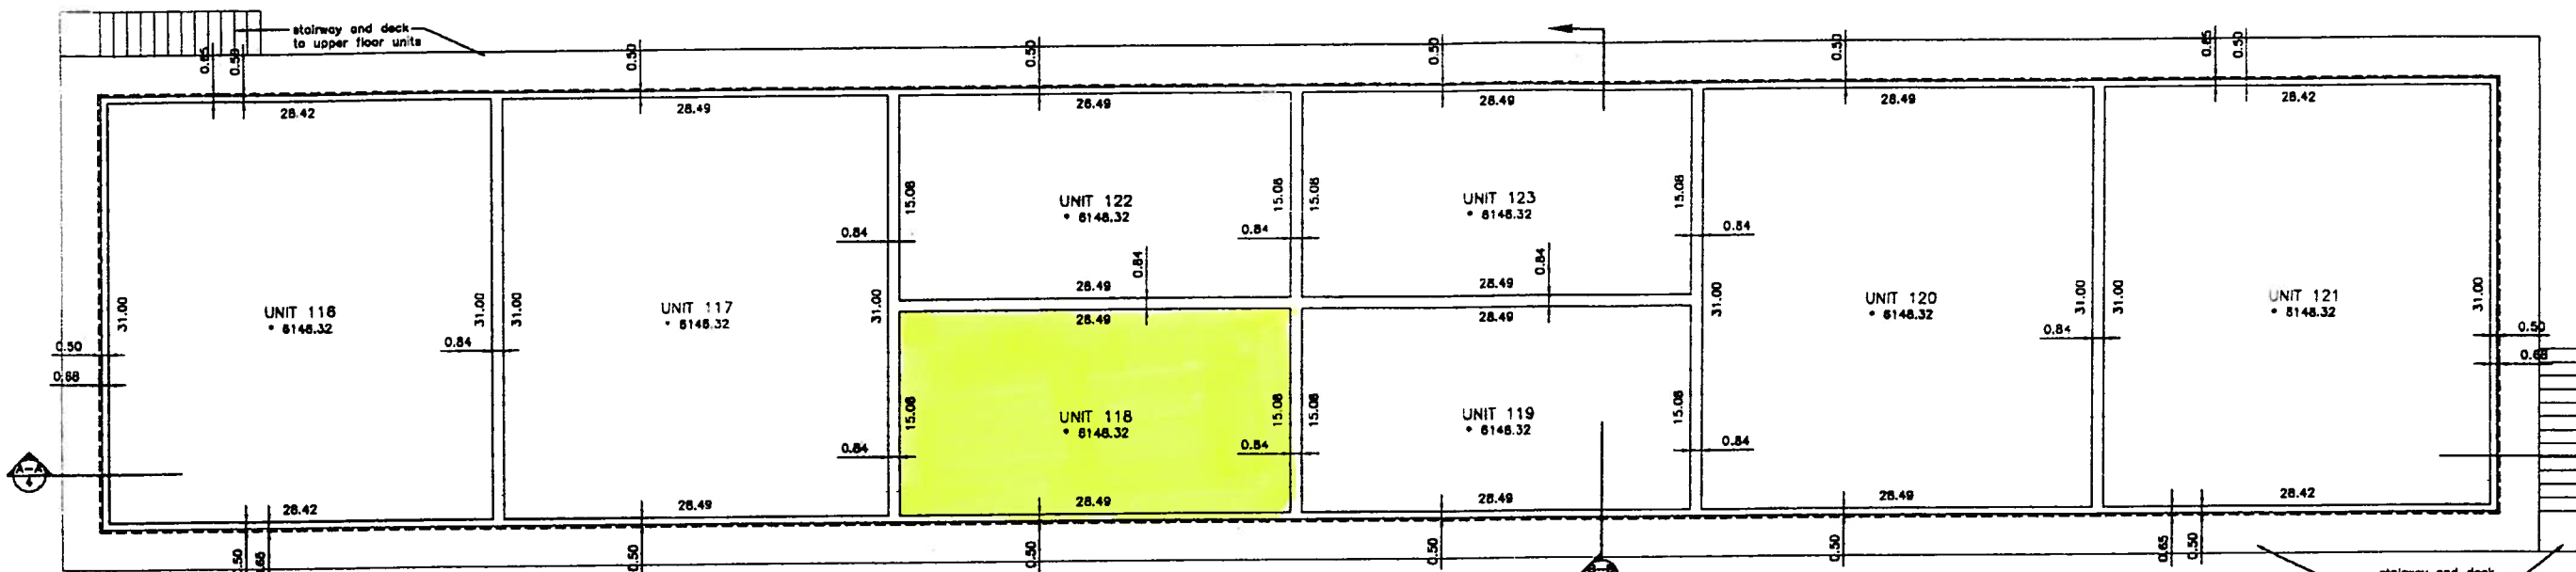 stairway and deck
to upper floor units
0.65 0.50 0.50 0.50 0.50 0.50 0.65 0.50
28.42 28.49 28.49 28.49 28.49 28.42
15.08 15.08 15.08 15.08
UNIT 122
6148.32
UNIT 123
6148.32
0.84 0.84 0.84
0.84 0.84
28.49 28.49
31.00 31.00 31.00 31.00 31.00 31.00 31.00 31.00
UNIT 116
6148.32
UNIT 117
6148.32
UNIT 120
6148.32
UNIT 121
6148.32
28.49 28.49
0.50 0.84 0.84 0.50
0.68 0.68
15.08 15.08 15.08 15.08
UNIT 118
6148.32
UNIT 119
6148.32
0.84 0.84 0.84
A-A
4
28.42 28.49 28.49 28.49 28.49 28.42
0.50 0.50 0.50 0.50 0.65 0.50
stairway and deck